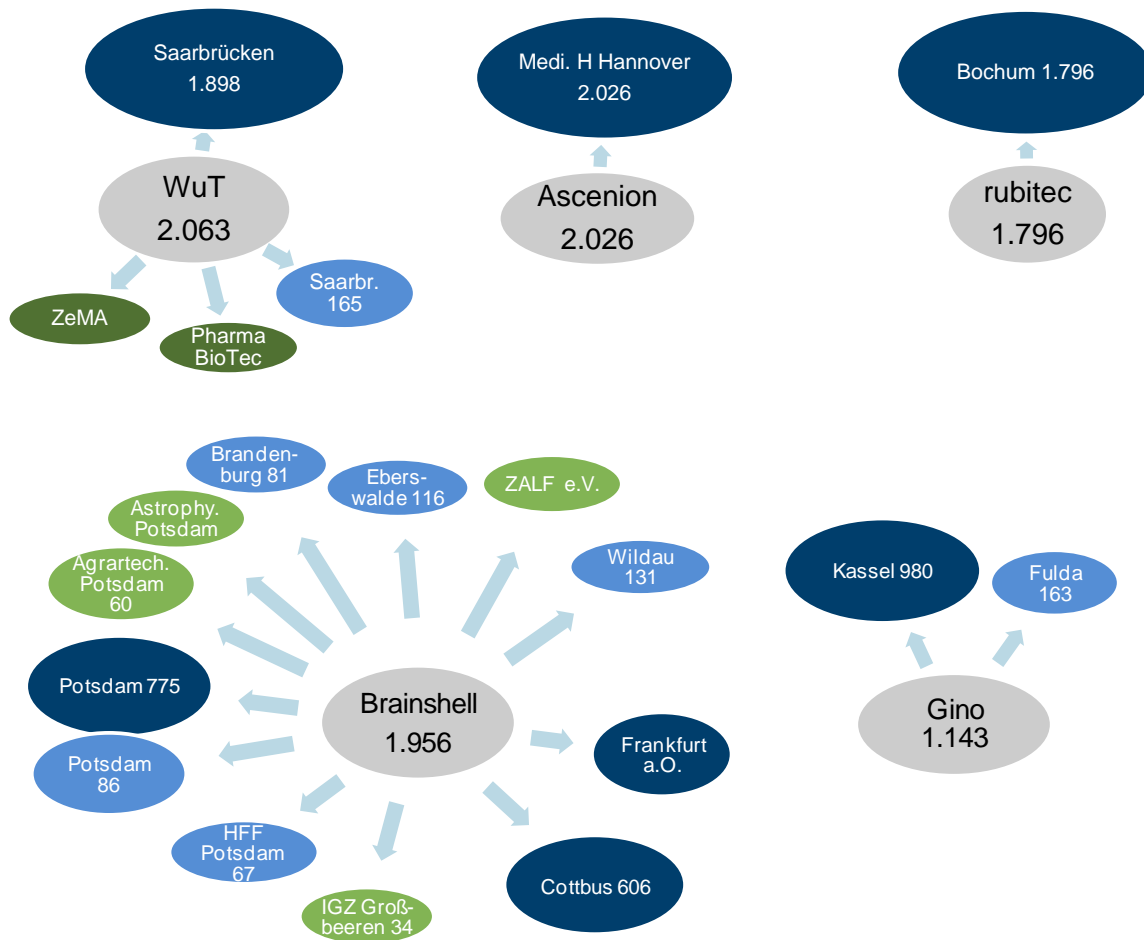 Saarbrücken
1.898
WuT
2.063
ZeMA
Pharma
BioTec
Saarbr.
165
Medi. H Hannover
2.026
Ascenion
2.026
Bochum 1.796
rubitec
1.796
Branden-
burg 81
Ebers-
walde 116
ZALF e.V.
Astrophy.
Potsdam
Agrartech.
Potsdam
60
Wildau
131
Potsdam 775
Potsdam
86
Brainshell
1.956
Frankfurt
a.O.
HFF
Potsdam
67
IGZ Groß-
beeren 34
Cottbus 606
Kassel 980
Fulda
163
Gino
1.143